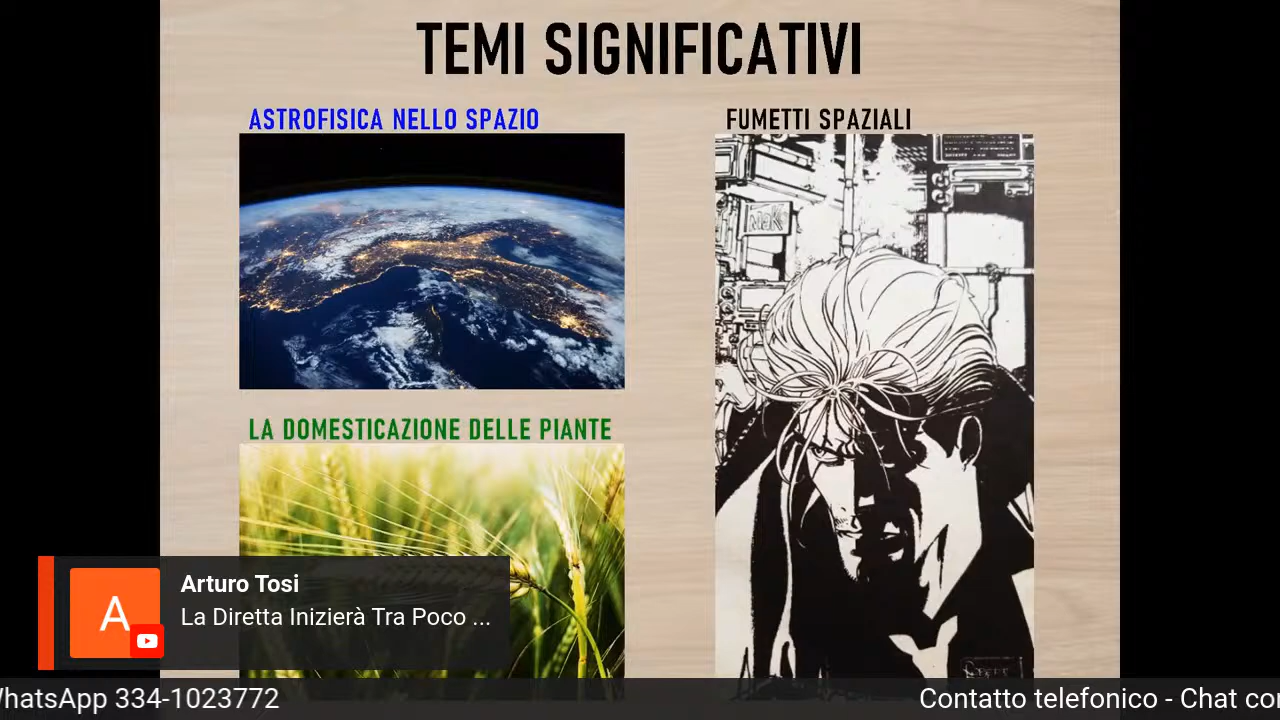 TEMI SIGNIFICATIVI
ASTROFISICA NELLO SPAZIO
FUMETTI SPAZIALI
Mak
LA DOMESTICAZIONE DELLE PIANTE
A
Arturo Tosi
La Diretta Inizierà Tra Poco ...
WhatsApp 334-1023772
Contatto telefonico - Chat con